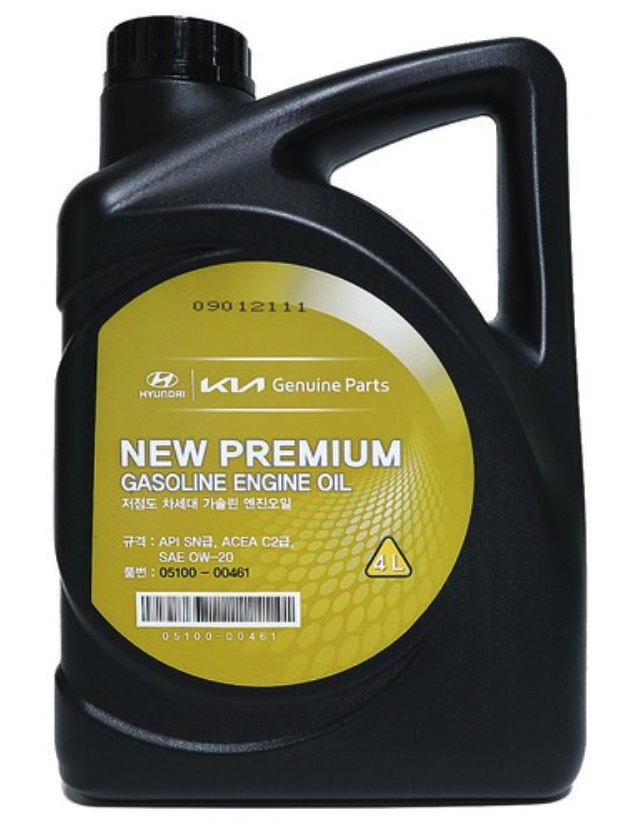 09012111
HYUNDAI KIA Genuine Parts
NEW PREMIUM
GASOLINE ENGINE OIL
저점도 차세대 가솔린 엔진오일
규격 : API SN급, ACEA C2급,
SAE 0W-20
품번 : 05100 - 00461
4 L
05100-00461